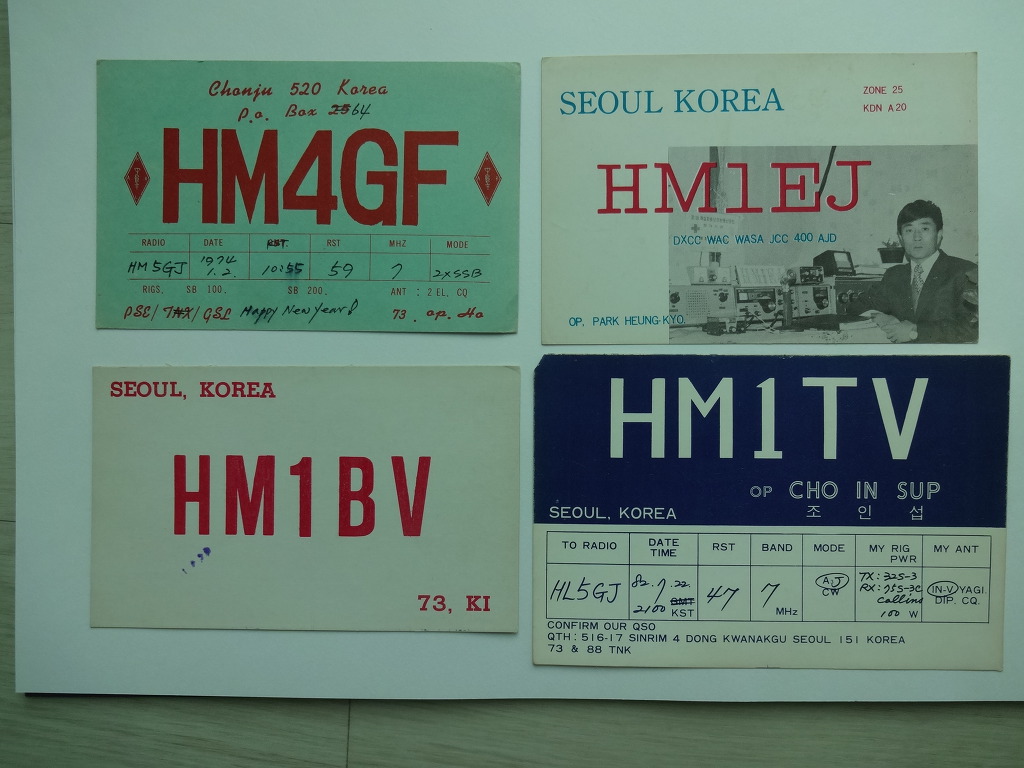 Chonju 520 Korea
P.o. Box 25 64
HM4GF
RADIO DATE RST RST MHZ MODE
HM5GJ 1974 1.2. 10:55 59 7 2xSSB
RIGS, SB 100. SB 200. ANT : 2 EL, CQ
PSE/ TNX/ QSL Happy New Year! 73. op. Ho
SEOUL KOREA
ZONE 25
KDN A 20
HM1EJ
DXCC WAC WASA JCC 400 AJD
OP. PARK HEUNG-KYO.
SEOUL, KOREA
HM1BV
73, KI
HM1TV
OP CHO IN SUP
조 인 섭
SEOUL, KOREA
TO RADIO DATE TIME RST BAND MODE MY RIG PWR MY ANT
HL5GJ 82.7.22. 2100 GMT KST 47 7 MHz A3J CW TX: 32S-3 RX: 75S-3C Collins 100 W IN-V YAGI. DIP. CQ.
CONFIRM OUR QSO
QTH : 516-17 SINRIM 4 DONG KWANAKGU SEOUL 151 KOREA
73 & 88 TNK